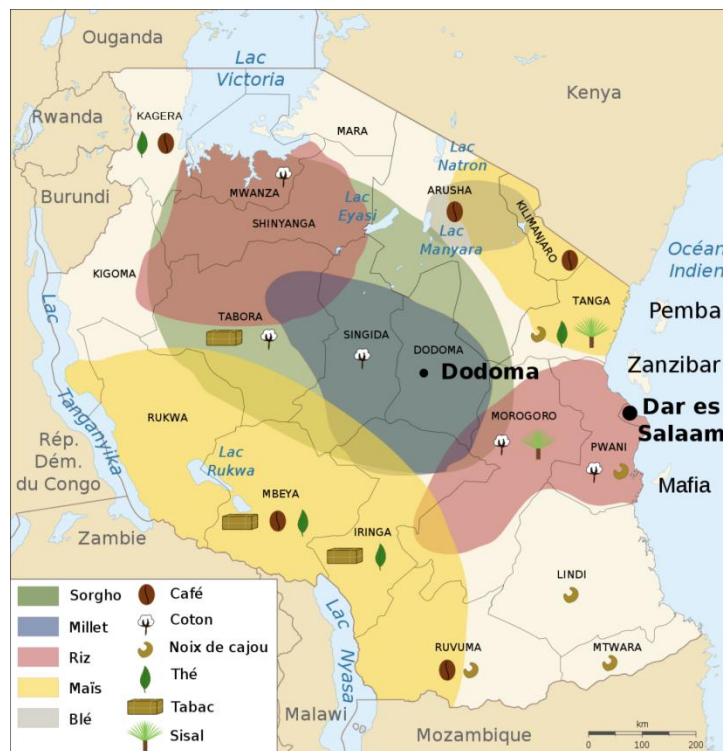 Ouganda
Lac
Victoria
Kenya
Rwanda
KAGERA
MARA
Lac
Natron
Burundi
MWANZA
Lac
Eyasi
ARUSHA
SHINYANGA
KILIMANJARO
Lac
Manyara
Océan
Indien
KIGOMA
TANGA
Pemba
TABORA
SINGIDA
DODOMA
Dodoma
Zanzibar
Lac
Tanganyika
RUKWA
MOROGORO
Dar es
Salaam
PWANI
Rép.
Dém.
du Congo
Lac
Rukwa
Mafia
MBEYA
Zambie
IRINGA
LINDI
Sorgho
Millet
Riz
Maïs
Blé
Café
Coton
Noix de cajou
Thé
Tabac
Sisal
Lac
Nyasa
RUVUMA
MTWARA
Malawi
Mozambique
km
0 100 200